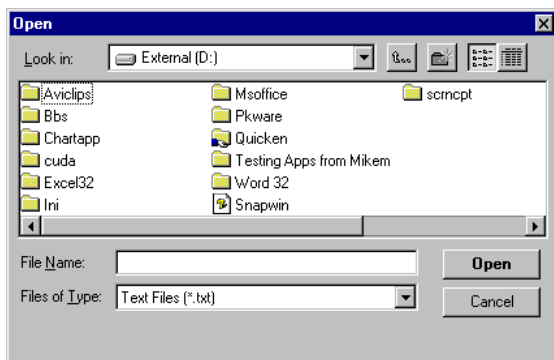 Open
Look in: External (D:)
Aviclips Msoffice scrncpt
Bbs Pkware
Chartapp Quicken
cuda Testing Apps from Mikem
Excel32 Word 32
Ini Snapwin
File Name: Open
Files of Type: Text Files (*.txt) Cancel